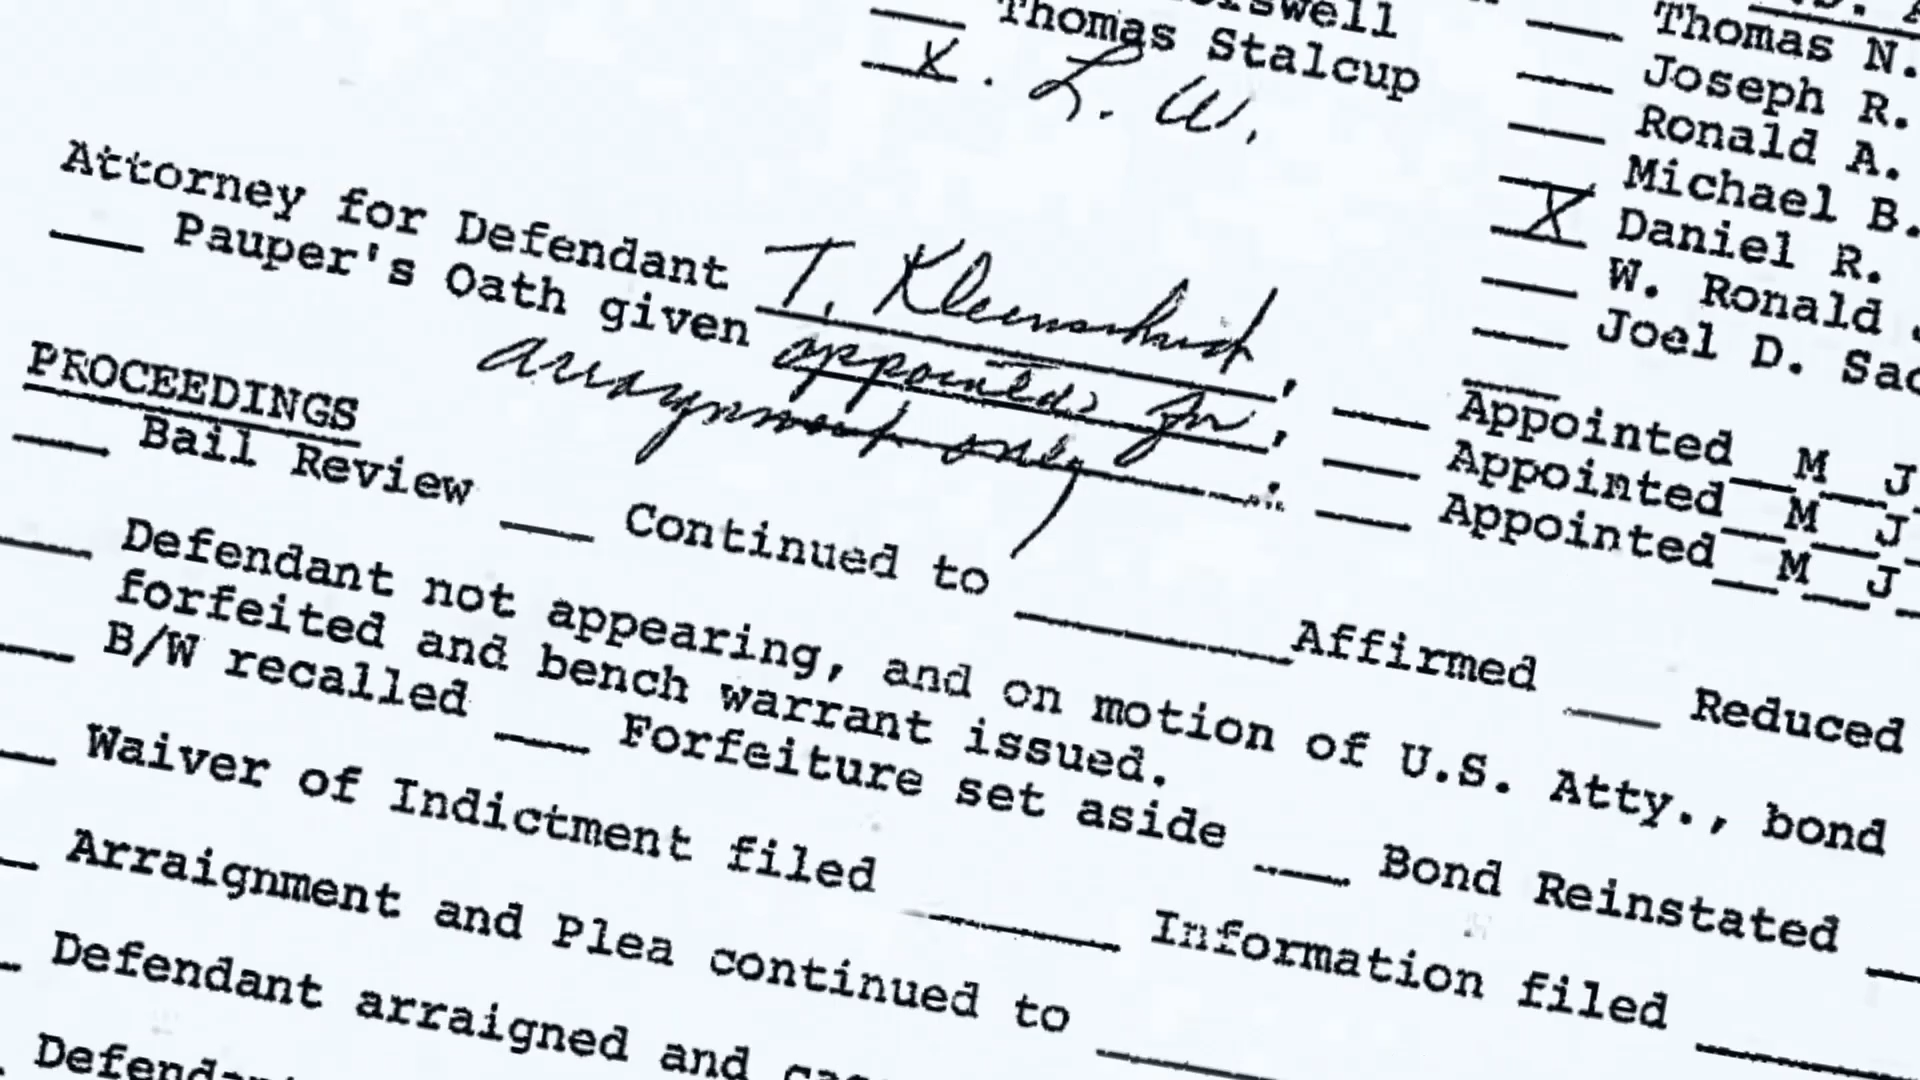 Thomas Stalcup
X . L. W.
Thomas N.
Joseph R.
Ronald A.
Michael B.
X Daniel R.
W. Ronald
Joel D.
Attorney for Defendant T.
Pauper's Oath given appointed for
arraignment only
Appointed M J
Appointed M J
Appointed M J
PROCEEDINGS
Bail Review Continued to Affirmed Reduced
Defendant not appearing, and on motion of U.S. Atty., bond
forfeited and bench warrant issued.
B/W recalled Forfeiture set aside Bond Reinstated
Waiver of Indictment filed Information filed
Arraignment and Plea continued to
Defendant arraigned and